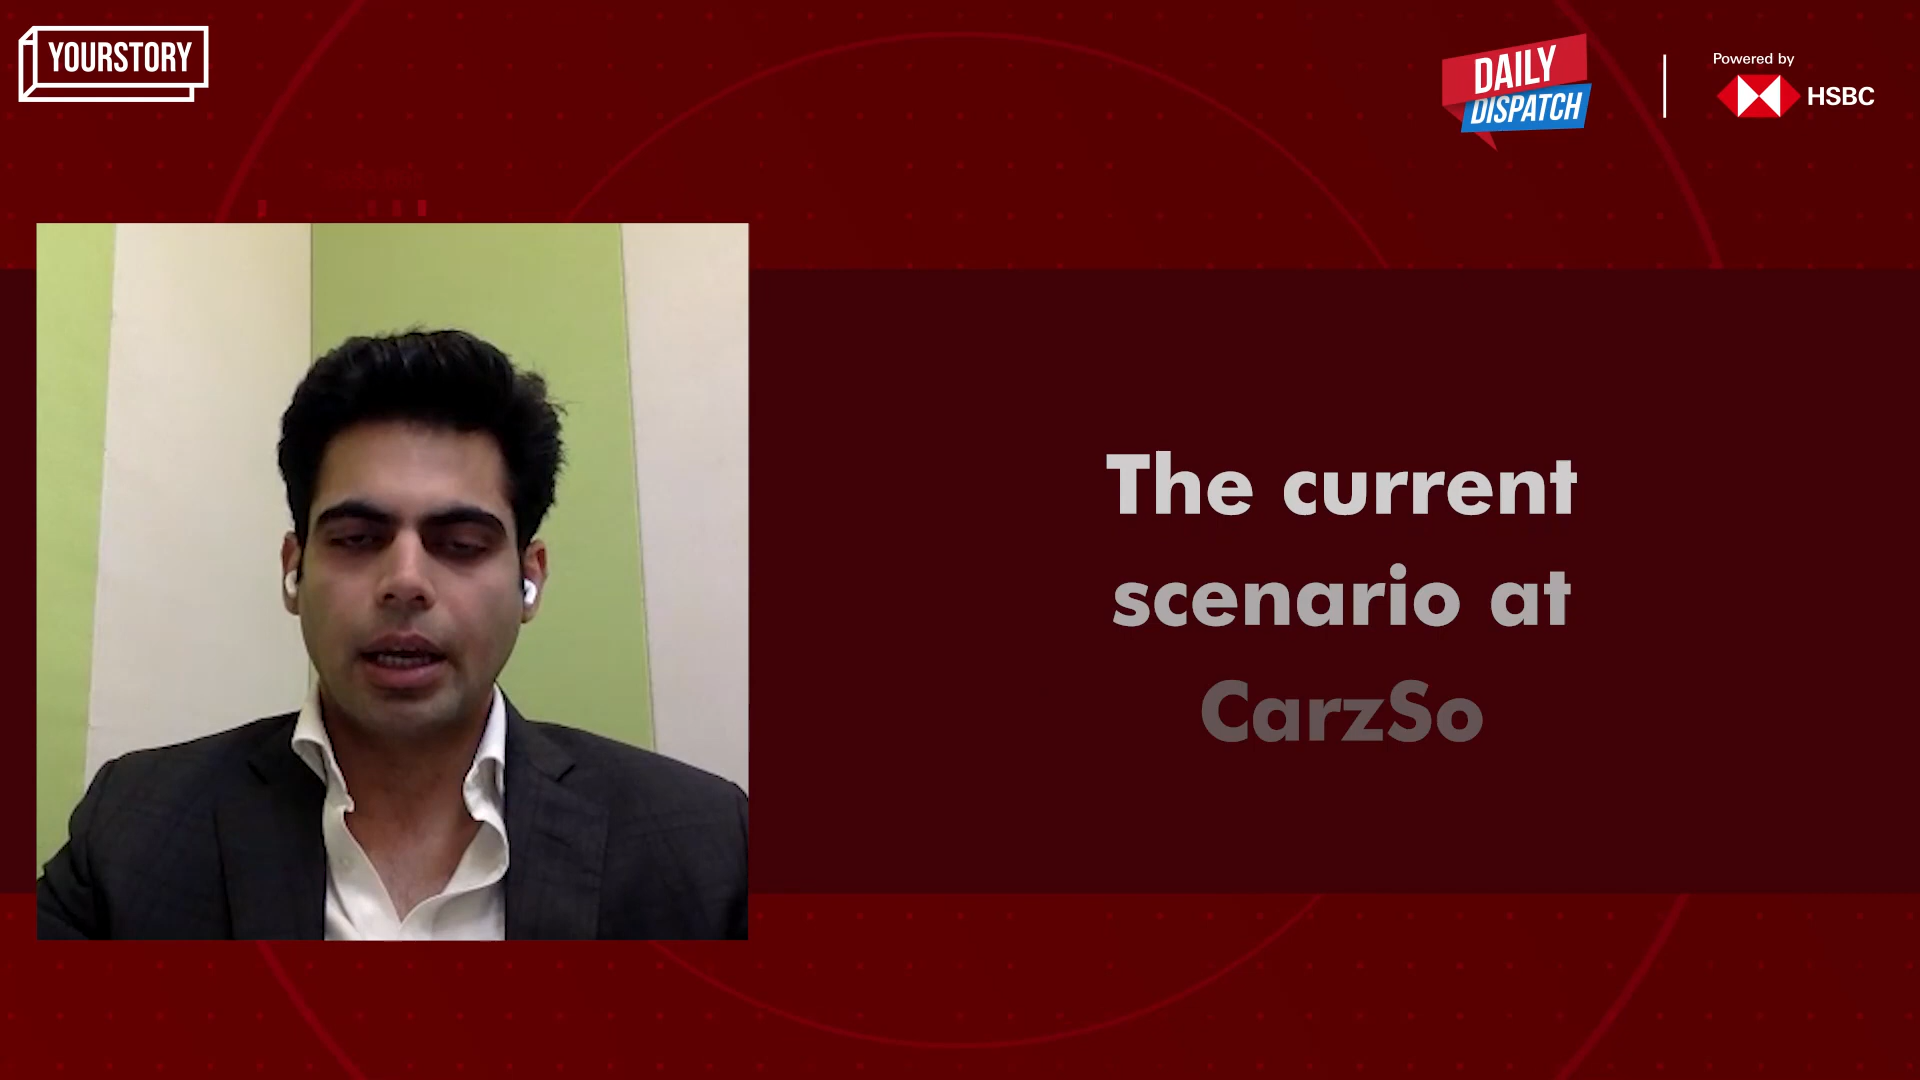 YOURSTORY
DAILY
DISPATCH
Powered by
HSBC
The current
scenario at
CarzSo